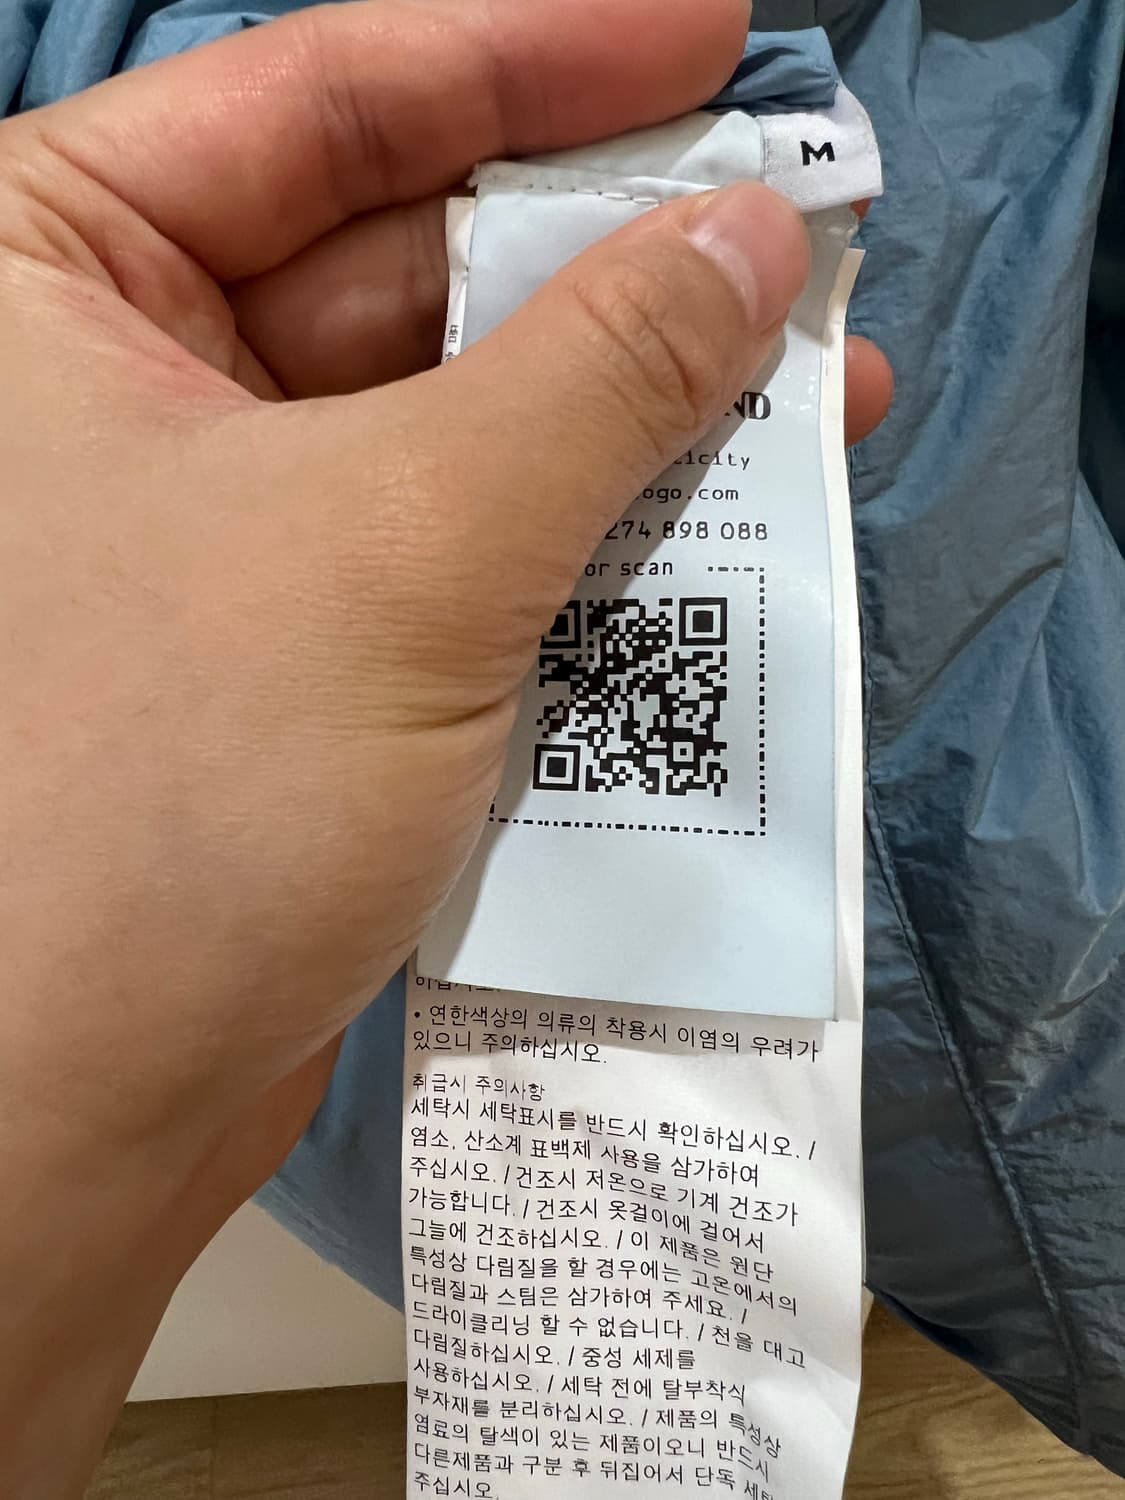 M
ND
icity
logo.com
274 898 088
or scan
하십시오.
• 연한색상의 의류의 착용시 이염의 우려가
있으니 주의하십시오.
취급시 주의사항
세탁시 세탁표시를 반드시 확인하십시오. /
염소, 산소계 표백제 사용을 삼가하여
주십시오. / 건조시 저온으로 기계 건조가
가능합니다. / 건조시 옷걸이에 걸어서
그늘에 건조하십시오. / 이 제품은 원단
특성상 다림질을 할 경우에는 고온에서의
다림질과 스팀은 삼가하여 주세요. /
드라이클리닝 할 수 없습니다. / 천을 대고
다림질하십시오. / 중성 세제를
사용하십시오. / 세탁 전에 탈부착식
부자재를 분리하십시오. / 제품의 특성상
염료의 탈색이 있는 제품이오니 반드시
다른제품과 구분 후 뒤집어서 단독
주십시오.